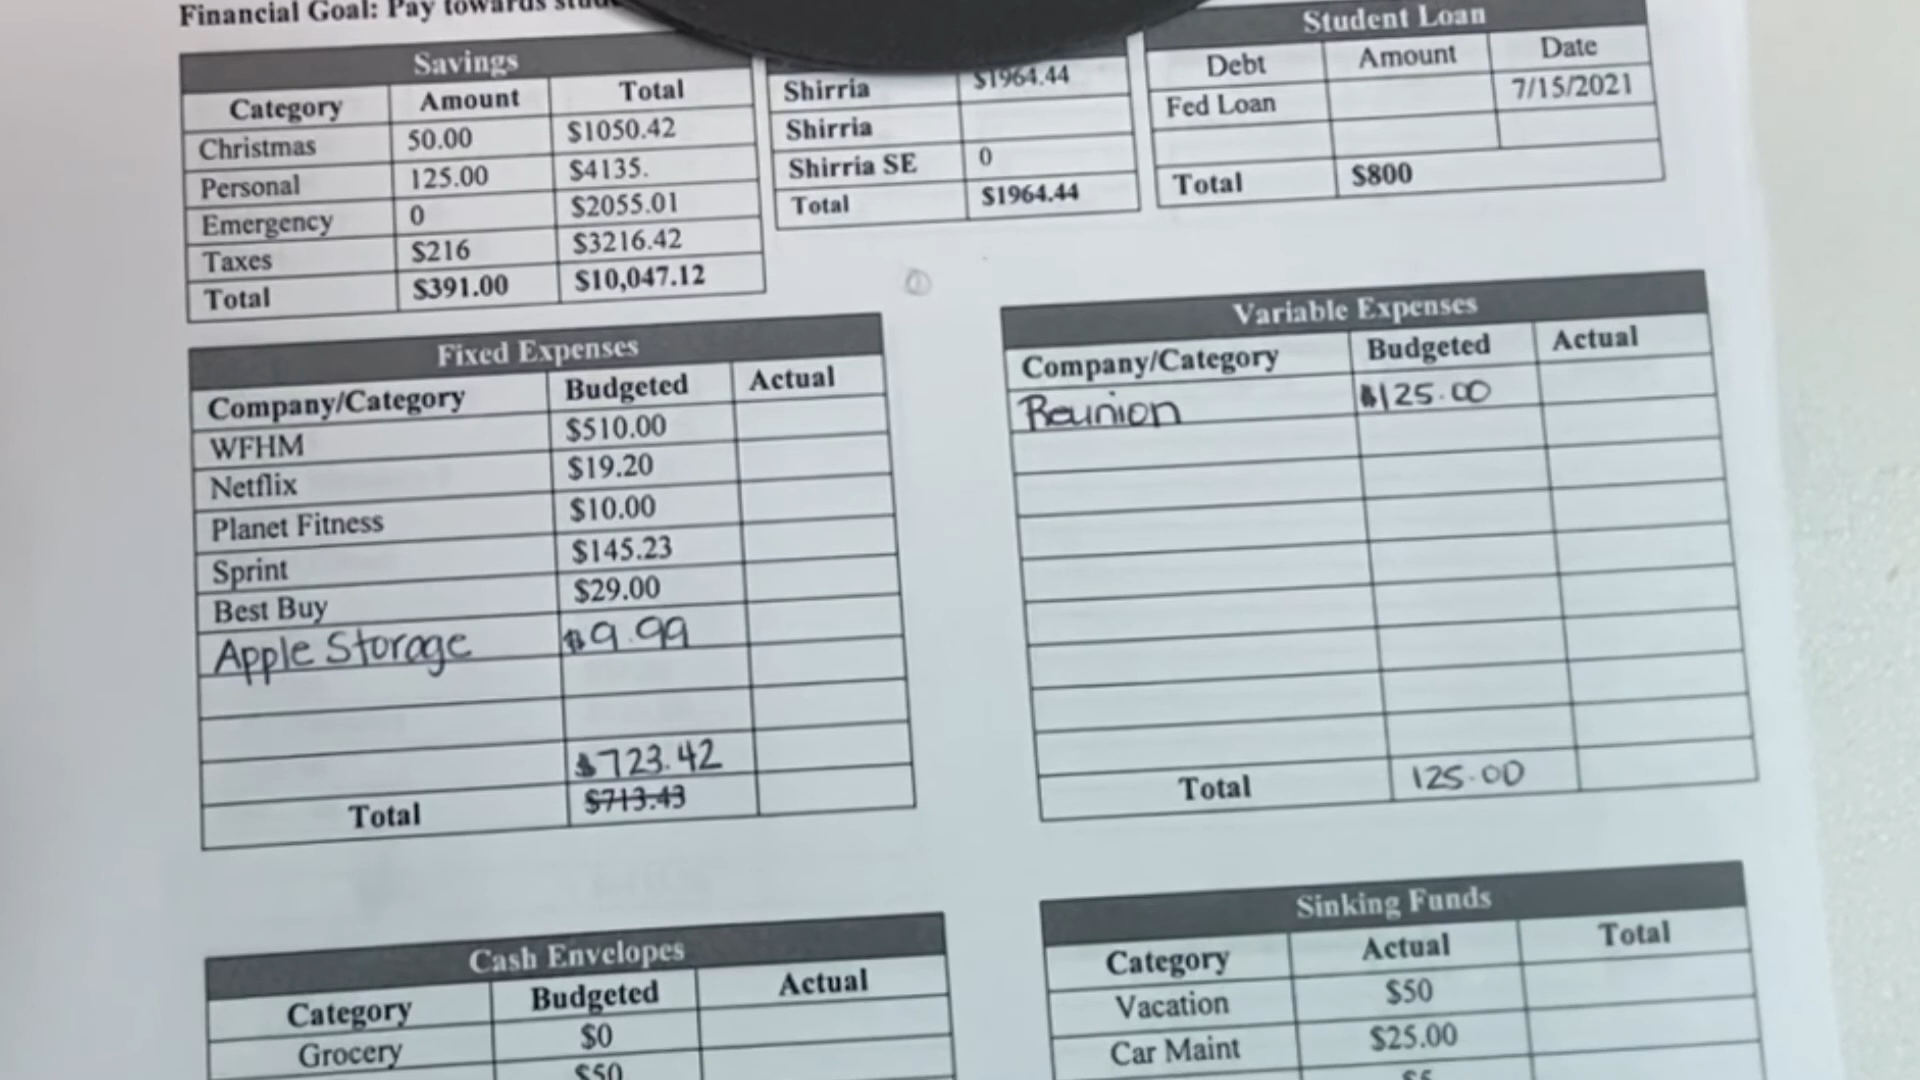 Financial Goal: Pay towards
Savings
Category Amount Total
Christmas 50.00 $1050.42
Personal 125.00 $4135.
Emergency 0 $2055.01
Taxes $216 $3216.42
Total $391.00 $10,047.12
Shirria $1964.44
Shirria
Shirria SE 0
Total $1964.44
Student Loan
Debt Amount Date
Fed Loan 7/15/2021
Total $800
Fixed Expenses
Company/Category Budgeted Actual
WFHM $510.00
Netflix $19.20
Planet Fitness $10.00
Sprint $145.23
Best Buy $29.00
Apple Storage $9.99
$723.42
Total $713.43
Variable Expenses
Company/Category Budgeted Actual
Reunion $125.00
Total 125.00
Cash Envelopes
Category Budgeted Actual
Grocery $0
$50
Sinking Funds
Category Actual Total
Vacation $50
Car Maint $25.00
$5